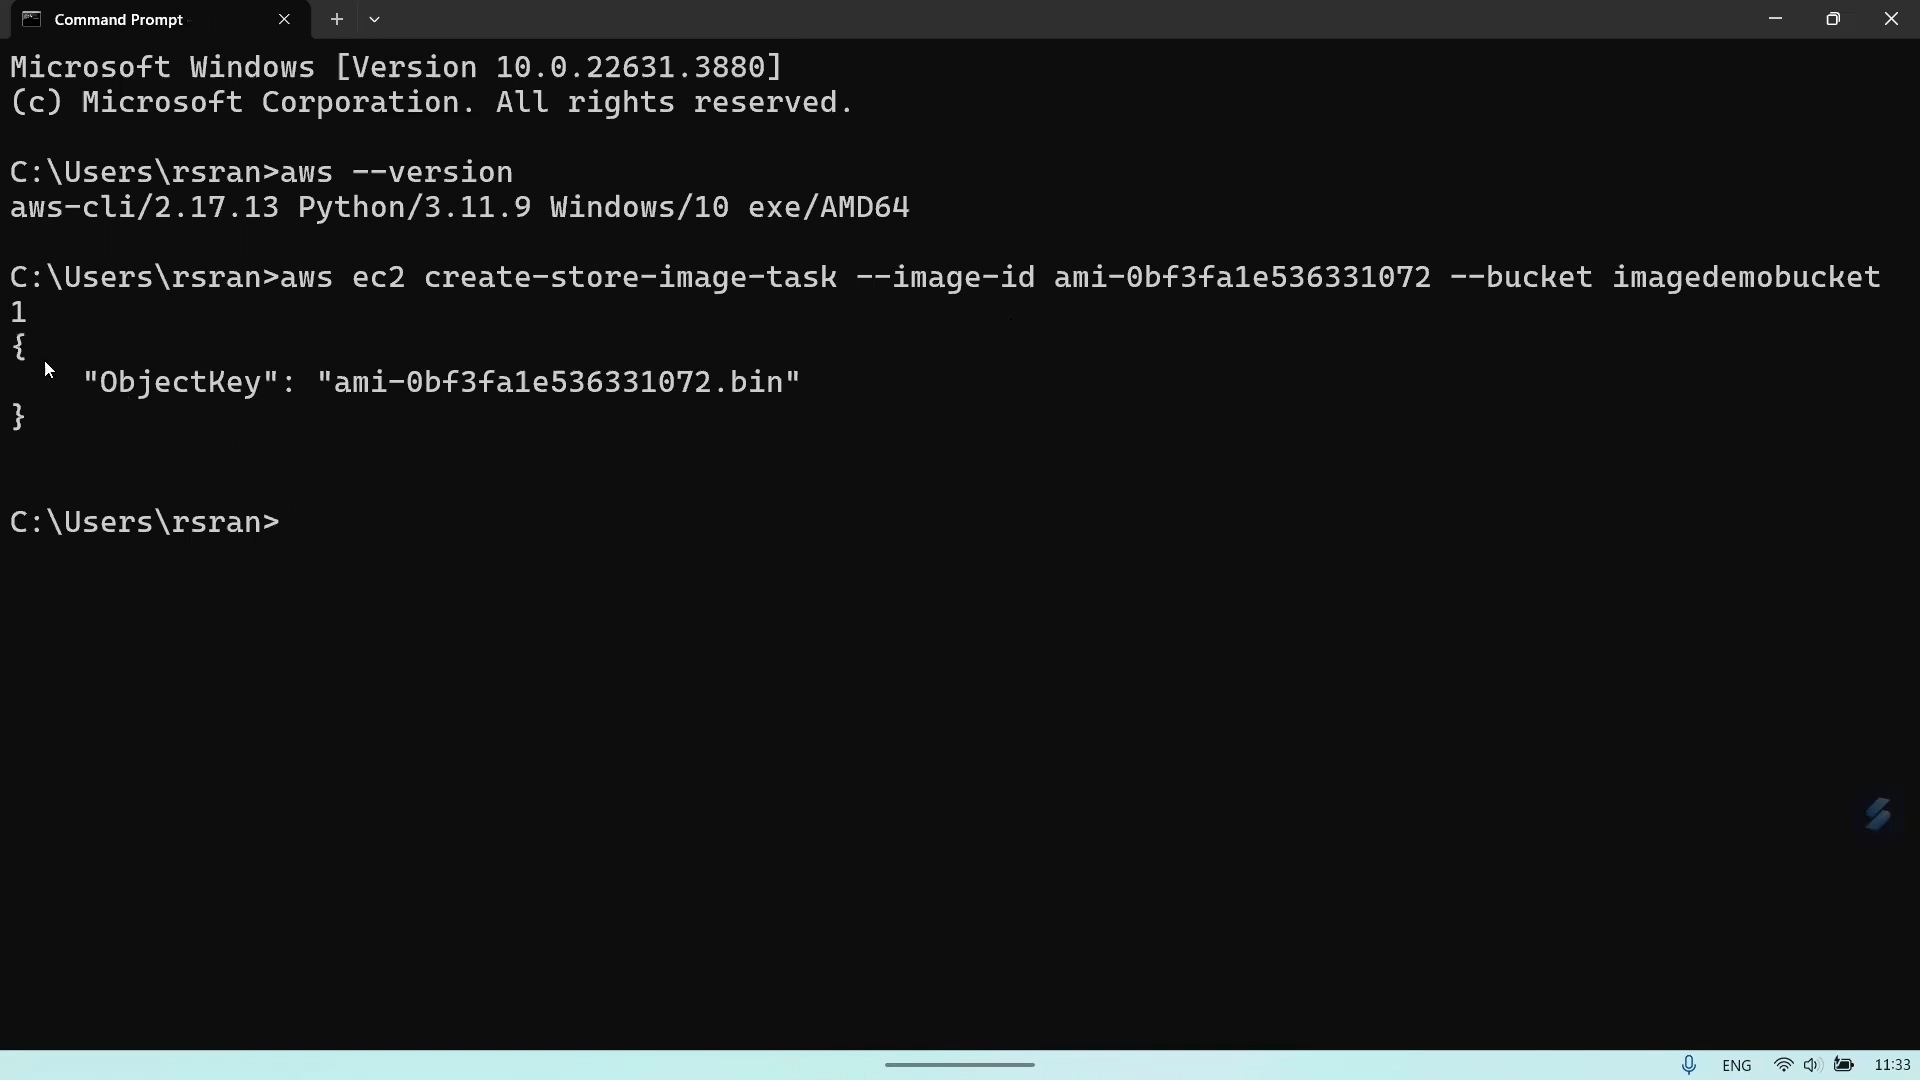 Command Prompt
Microsoft Windows [Version 10.0.22631.3880]
(c) Microsoft Corporation. All rights reserved.
C:\Users\rsran>aws --version
aws-cli/2.17.13 Python/3.11.9 Windows/10 exe/AMD64
C:\Users\rsran>aws ec2 create-store-image-task --image-id ami-0bf3fa1e536331072 --bucket imagedemobucket
1
{
    "ObjectKey": "ami-0bf3fa1e536331072.bin"
}
C:\Users\rsran>
ENG 11:33